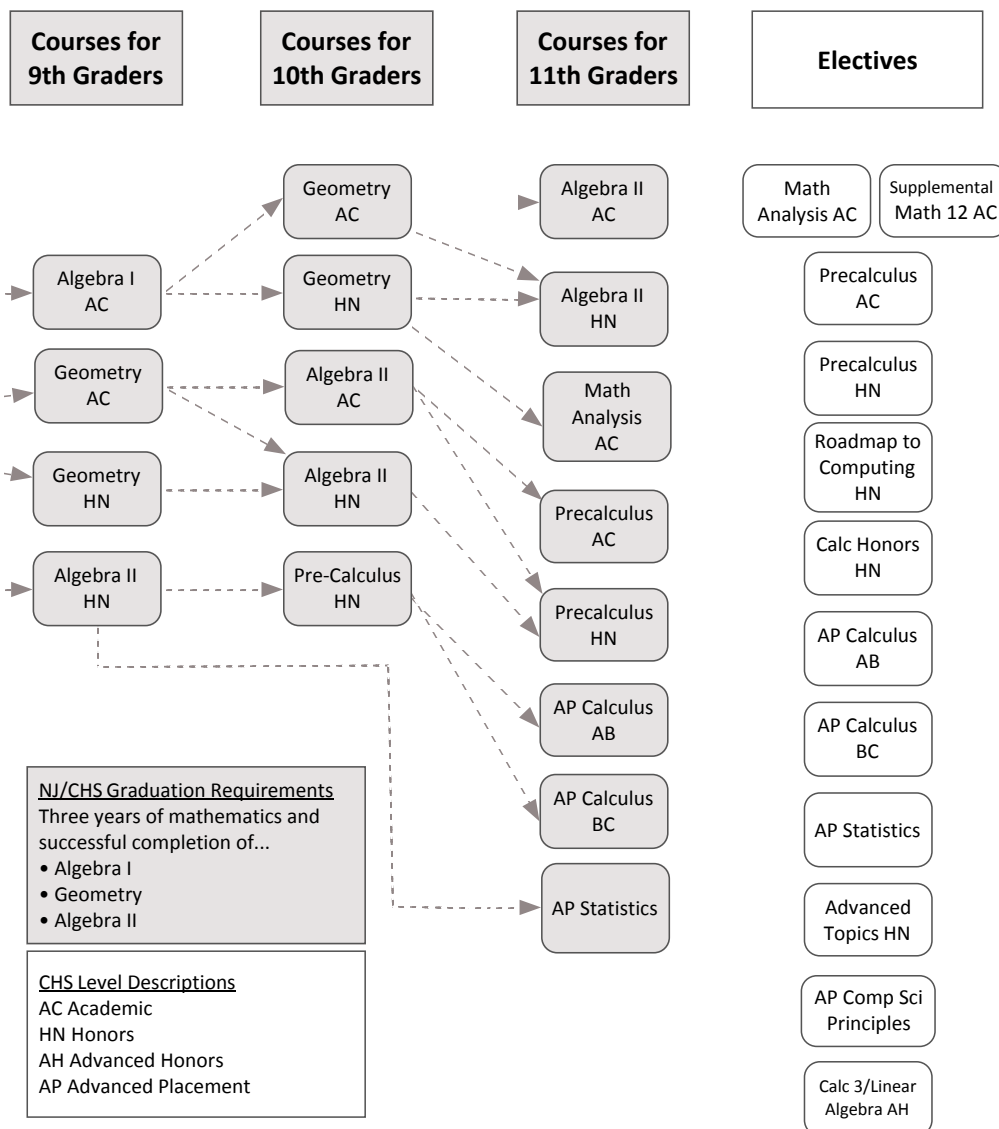 Courses for
9th Graders
Courses for
10th Graders
Courses for
11th Graders
Electives
Algebra I
AC
Geometry
AC
Geometry
HN
Algebra II
HN
Geometry
AC
Geometry
HN
Algebra II
AC
Algebra II
HN
Pre-Calculus
HN
Algebra II
AC
Algebra II
HN
Math
Analysis
AC
Precalculus
AC
Precalculus
HN
AP Calculus
AB
AP Calculus
BC
AP Statistics
Math
Analysis AC
Supplemental
Math 12 AC
Precalculus
AC
Precalculus
HN
Roadmap to
Computing
HN
Calc Honors
HN
AP Calculus
AB
AP Calculus
BC
AP Statistics
Advanced
Topics HN
AP Comp Sci
Principles
Calc 3/Linear
Algebra AH
NJ/CHS Graduation Requirements
Three years of mathematics and
successful completion of...
• Algebra I
• Geometry
• Algebra II
CHS Level Descriptions
AC Academic
HN Honors
AH Advanced Honors
AP Advanced Placement